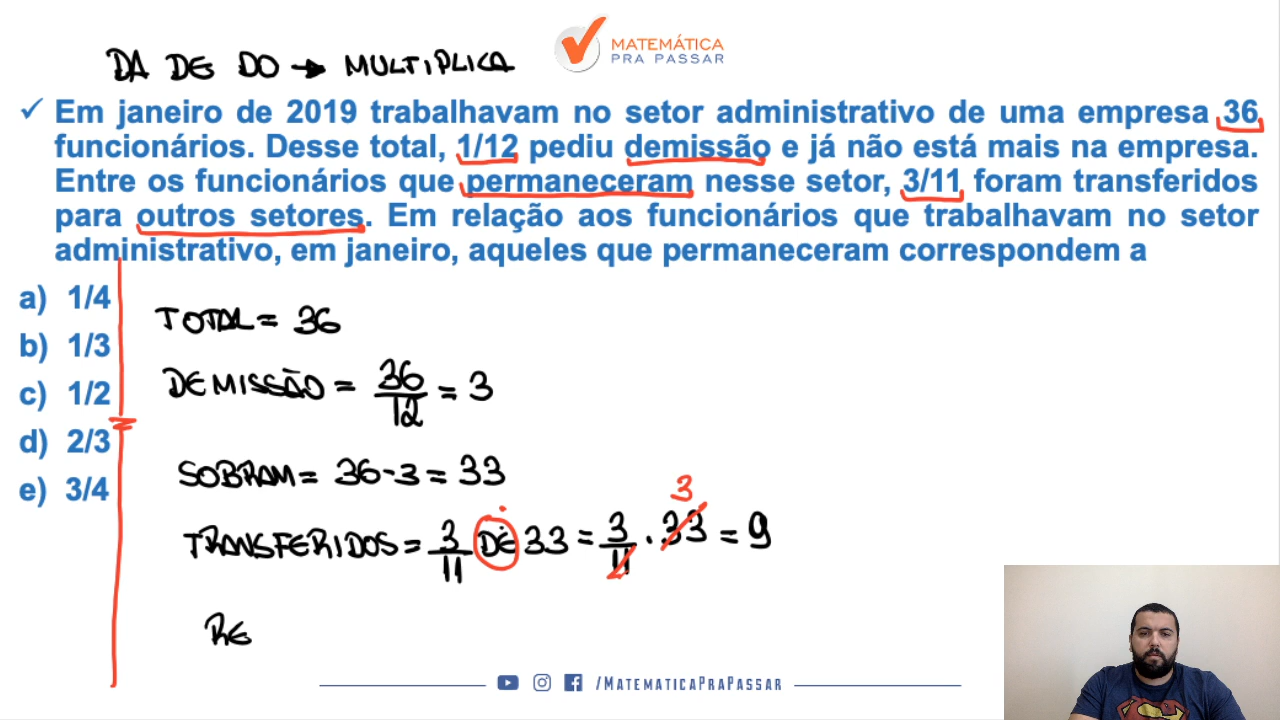 DA DE DO → MULTIPLICA
MATEMÁTICA
PRA PASSAR
✓ Em janeiro de 2019 trabalhavam no setor administrativo de uma empresa 36
funcionários. Desse total, 1/12 pediu demissão e já não está mais na empresa.
Entre os funcionários que permaneceram nesse setor, 3/11 foram transferidos
para outros setores. Em relação aos funcionários que trabalhavam no setor
administrativo, em janeiro, aqueles que permaneceram correspondem a
a) 1/4
b) 1/3
c) 1/2
d) 2/3
e) 3/4
TOTAL = 36
DEMISSÃO = 36/12 = 3
SOBRAM = 36 - 3 = 33
3
TRANSFERIDOS = 3/11 DE 33 = 3/11 . 33 = 9
RE
/MATEMATICAPRAPASSAR